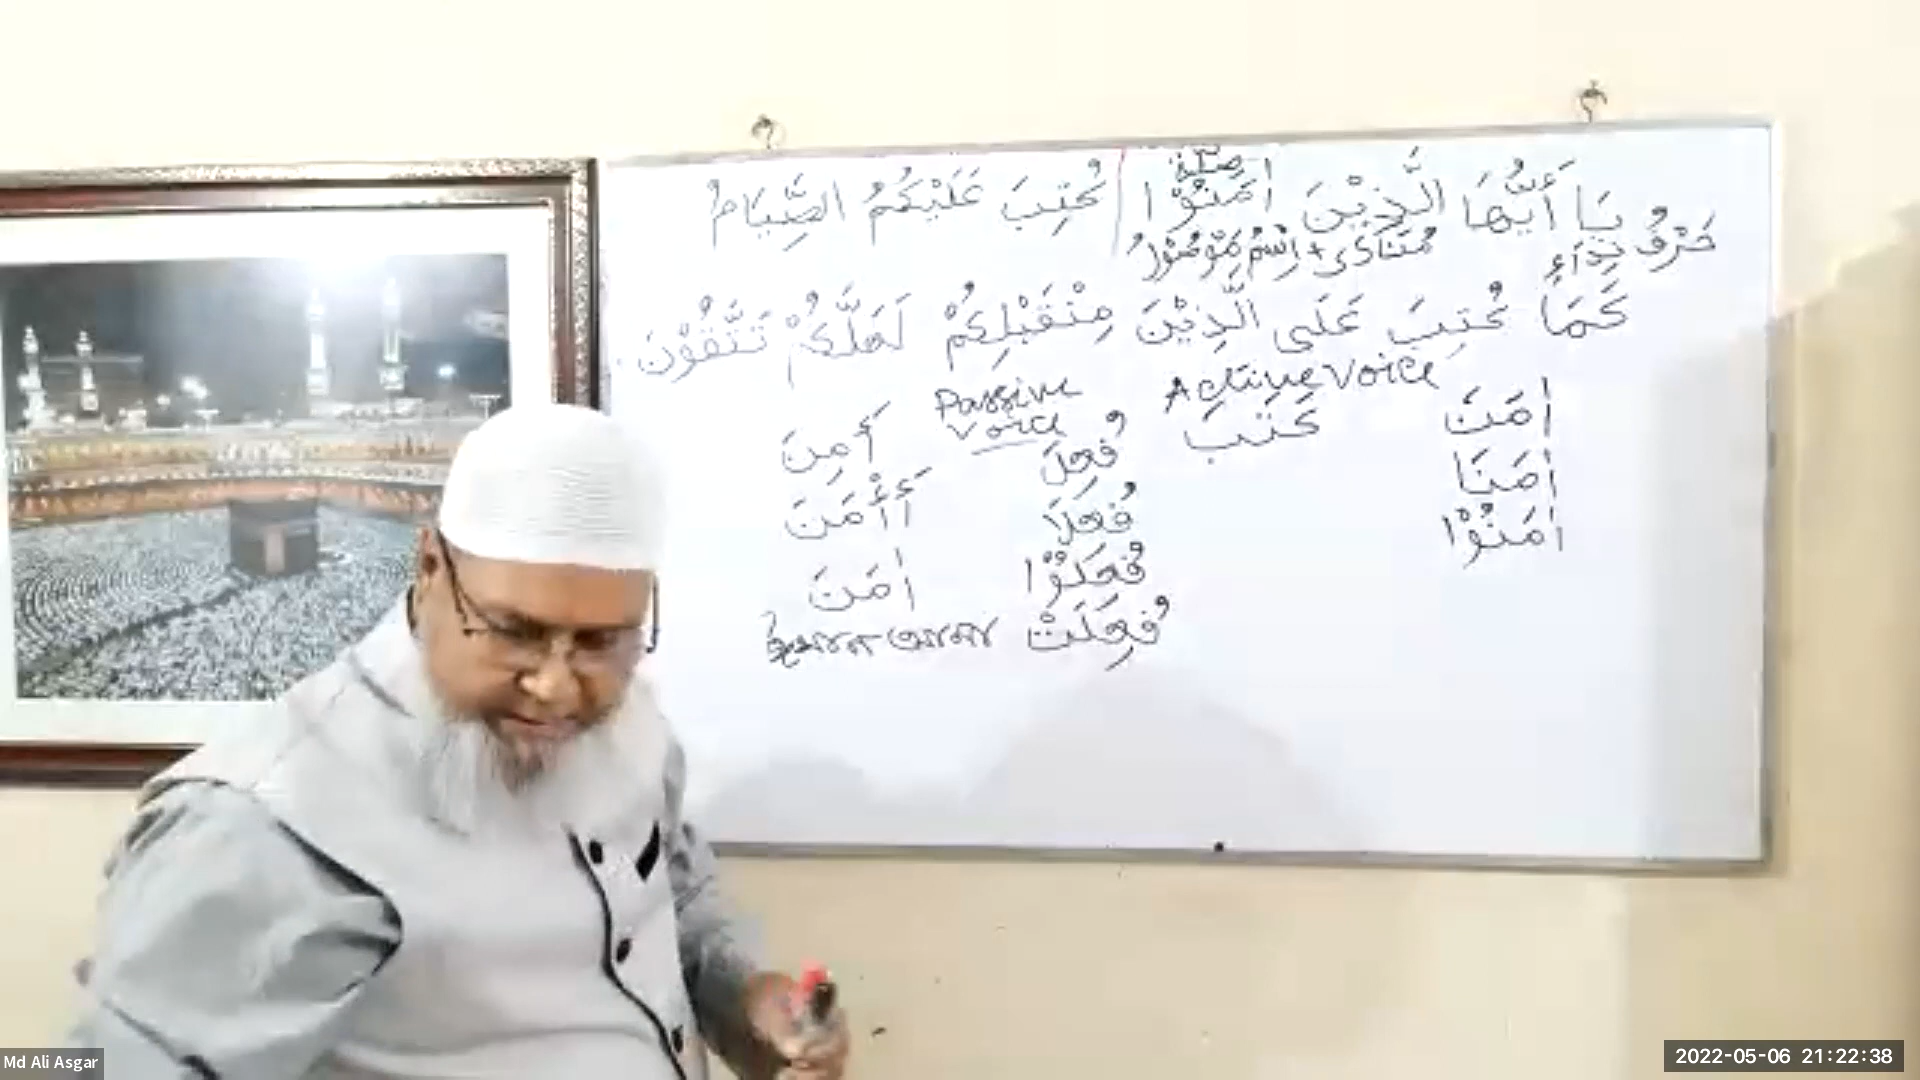 صِلَة
يَا أَيُّهَا الَّذِيْنَ اٰمَنُوْا كُتِبَ عَلَيْكُمُ الصِّيَامُ
حَرْفُ نِدَاءٍ مُنَادَى + اِسْمُ مَوْصُوْلُ
كَمَا كُتِبَ عَلَى الَّذِيْنَ مِنْقَبْلِكُمْ لَعَلَّكُمْ تَتَّقُوْنَ
Active Voice Passive Voice
اٰمَنَ كَتَبَ فُعِلَ أَمِنَ
اٰمَنَا فُعِلَا أَأْمَنَ
اٰمَنُوْا فُعِلُوْا اٰمَنَ
فُعِلَتْ
Md Ali Asgar
2022-05-06 21:22:38